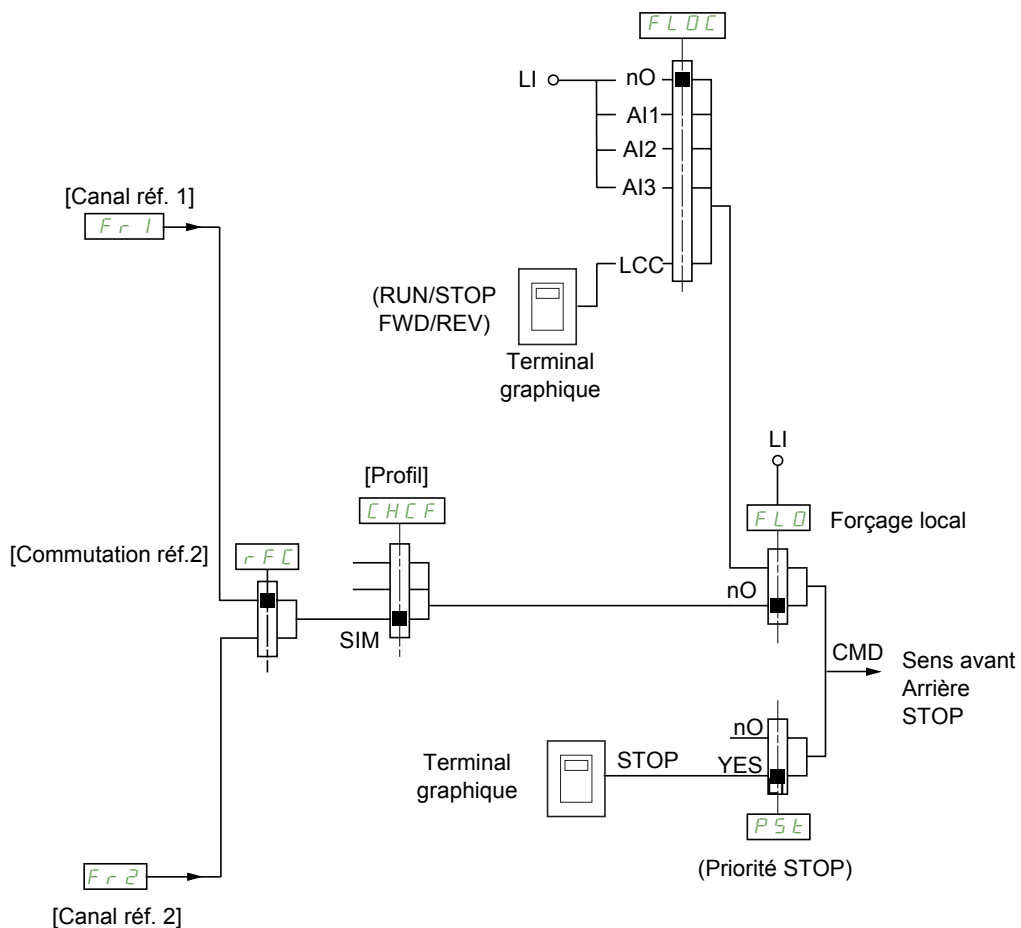 FLOC
LI
nO
AI1
AI2
AI3
LCC
[Canal réf. 1]
Fr1
(RUN/STOP
FWD/REV)
Terminal
graphique
LI
[Profil]
CHCF
FLO
Forçage local
[Commutation réf.2]
rFC
nO
SIM
CMD
Sens avant
Arrière
STOP
nO
Terminal
graphique
STOP
YES
PSt
(Priorité STOP)
Fr2
[Canal réf. 2]